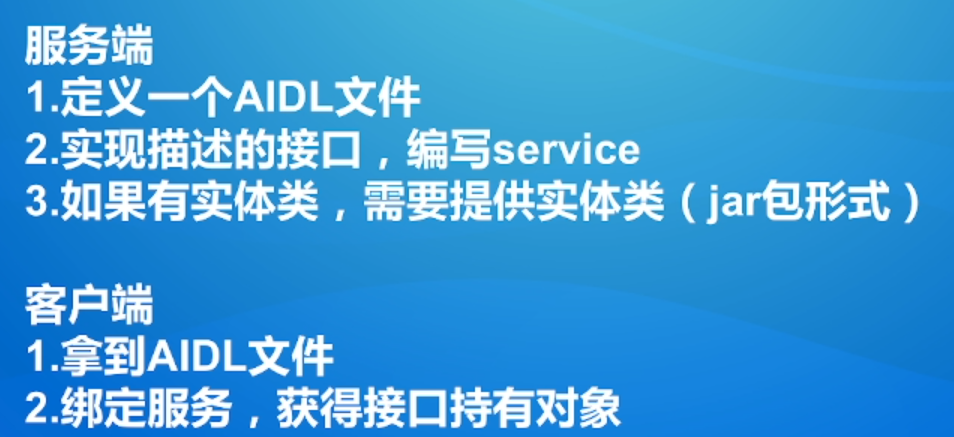 服务端
1.定义一个AIDL文件
2.实现描述的接口，编写service
3.如果有实体类，需要提供实体类（jar包形式）
客户端
1.拿到AIDL文件
2.绑定服务，获得接口持有对象